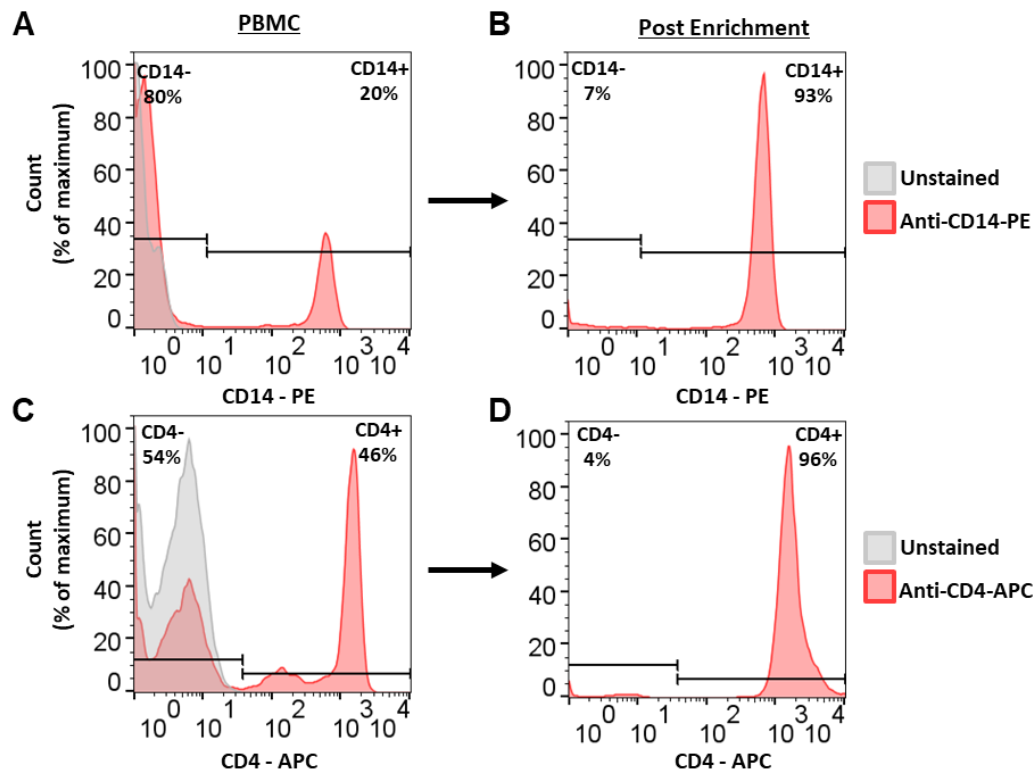 A
PBMC
B
Post Enrichment
CD14-
80%
CD14+
20%
CD14-
7%
CD14+
93%
100
80
60
40
20
0
Count
(% of maximum)
10 0
10 1
10 2
10 3
10 4
CD14 - PE
100
80
60
40
20
0
10 0
10 1
10 2
10 3
10 4
CD14 - PE
Unstained
Anti-CD14-PE
C
D
CD4-
54%
CD4+
46%
CD4-
4%
CD4+
96%
100
80
60
40
20
0
Count
(% of maximum)
10 0
10 1
10 2
10 3
10 4
CD4 - APC
100
80
60
40
20
0
10 0
10 1
10 2
10 3
10 4
CD4 - APC
Unstained
Anti-CD4-APC